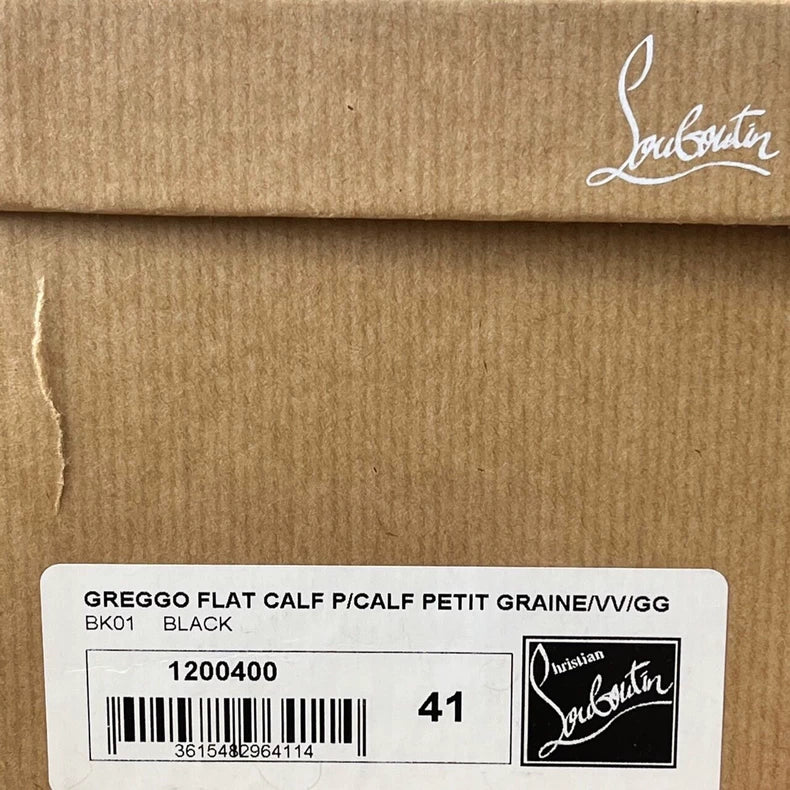 Louboutin
GREGGO FLAT CALF P/CALF PETIT GRAINE/VV/GG
BK01 BLACK
1200400
41
3615482964114
Christian
Louboutin